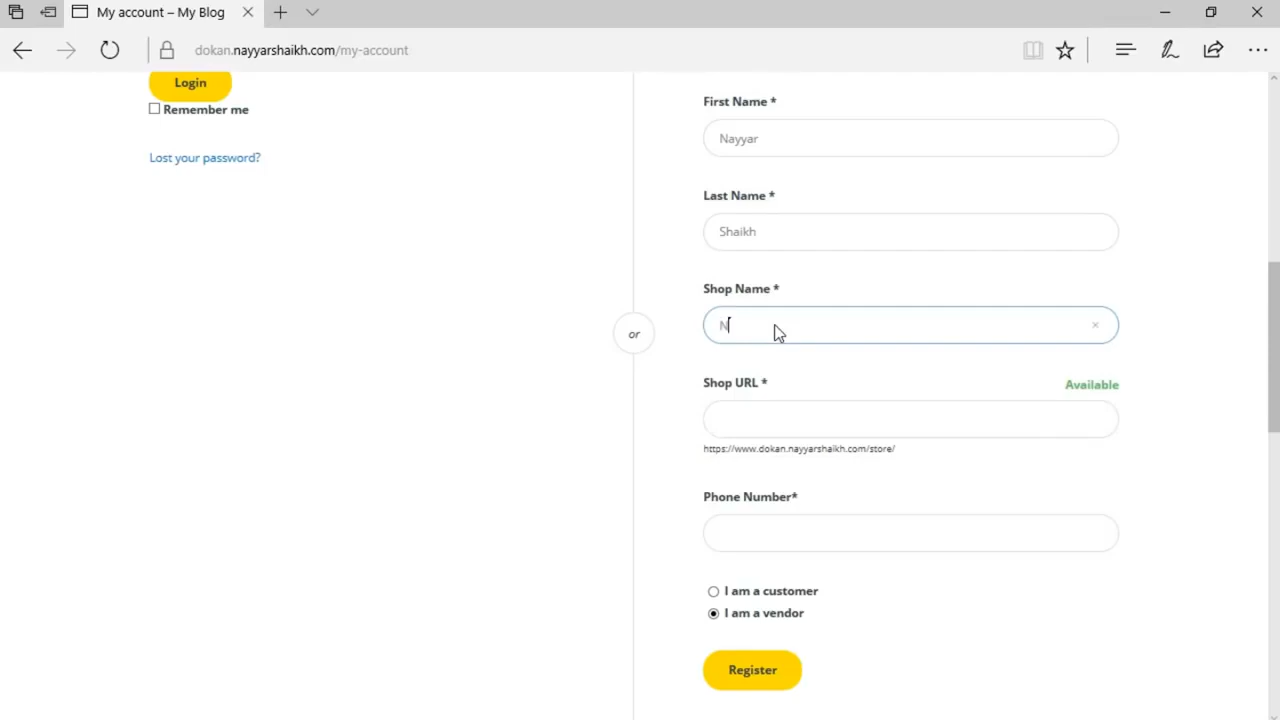 My account – My Blog
dokan.nayyarshaikh.com/my-account
Login
Remember me
Lost your password?
or
First Name *
Nayyar
Last Name *
Shaikh
Shop Name *
N
Shop URL *
Available
https://www.dokan.nayyarshaikh.com/store/
Phone Number*
I am a customer
I am a vendor
Register